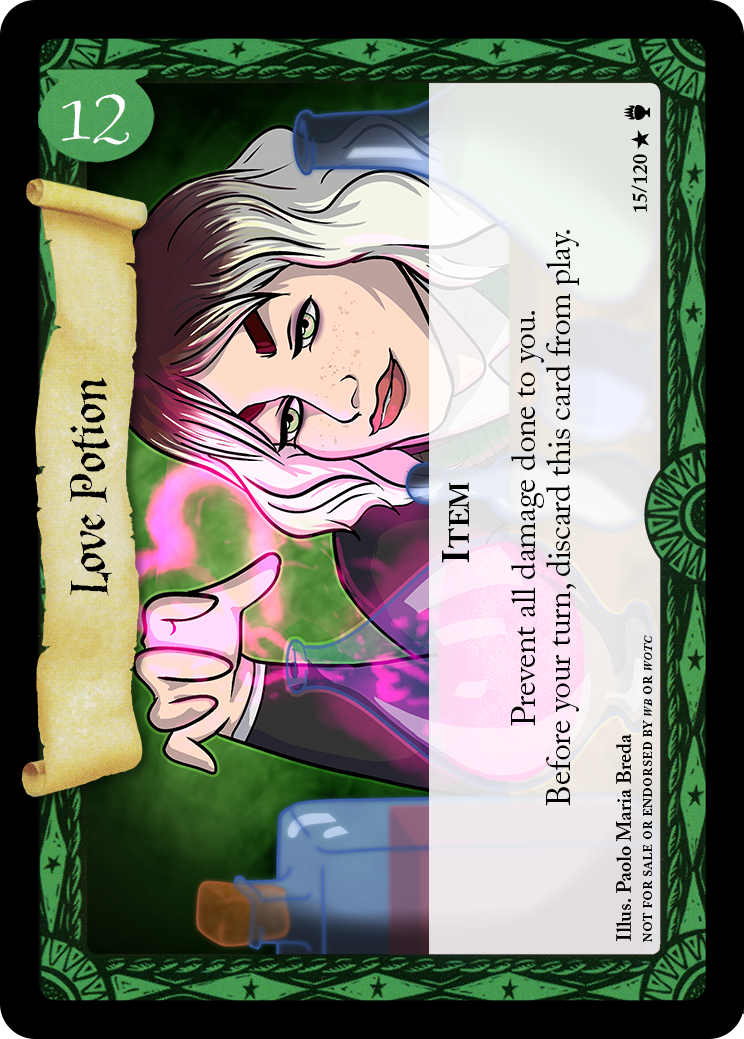 12
Love Potion
ITEM
Prevent all damage done to you.
Before your turn, discard this card from play.
Illus. Paolo Maria Breda
NOT FOR SALE OR ENDORSED BY WB OR WOTC
15/120 ★